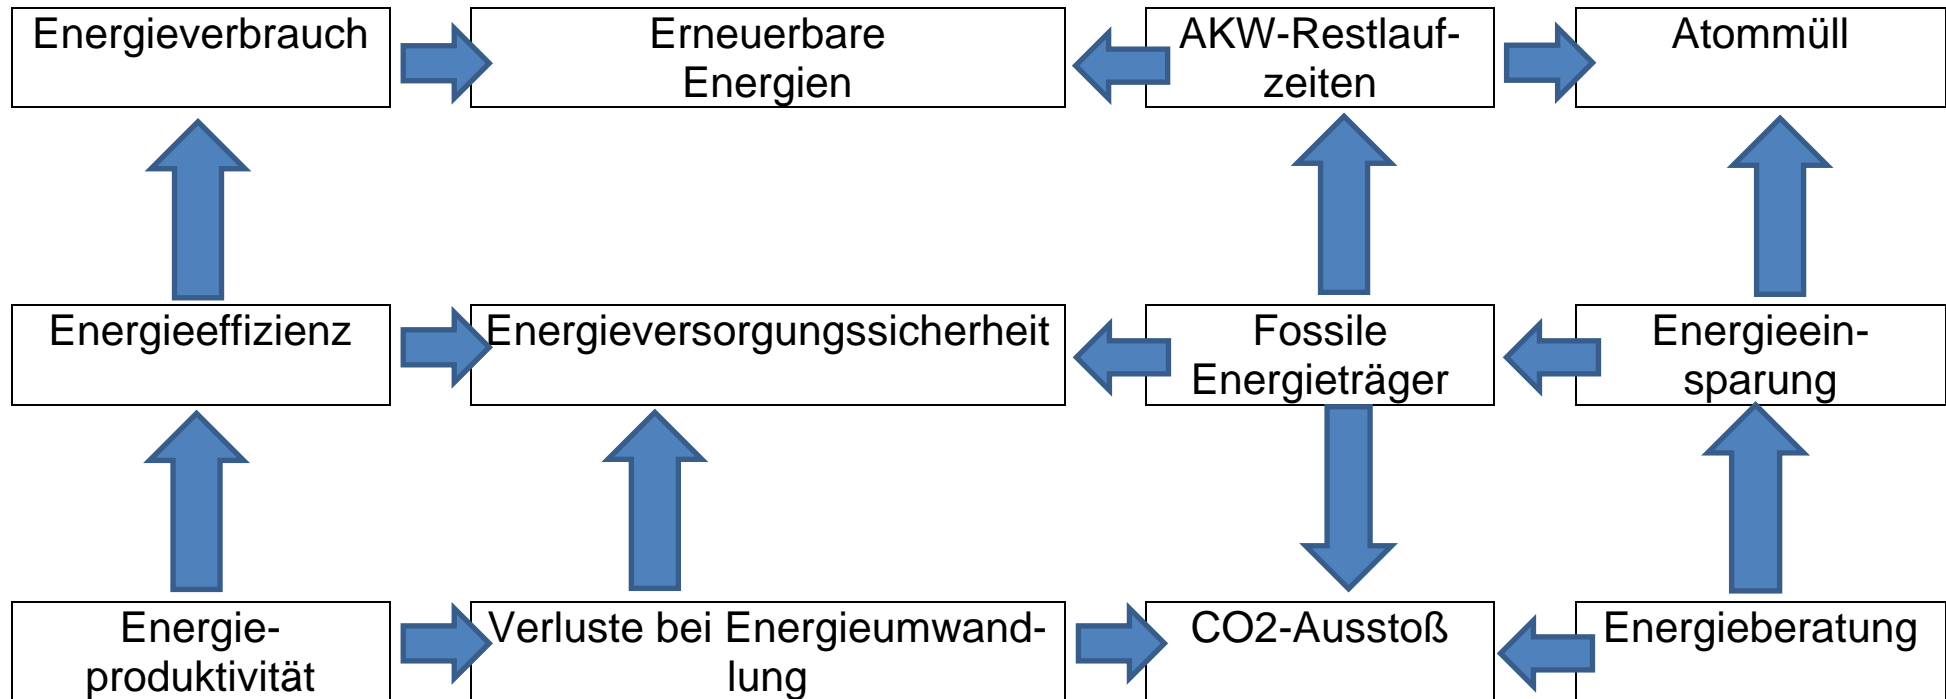 Energieverbrauch
Erneuerbare
Energien
AKW-Restlauf-
zeiten
Atommüll
Energieeffizienz
Energieversorgungssicherheit
Fossile
Energieträger
Energieein-
sparung
Energie-
produktivität
Verluste bei Energieumwand-
lung
CO2-Ausstoß
Energieberatung